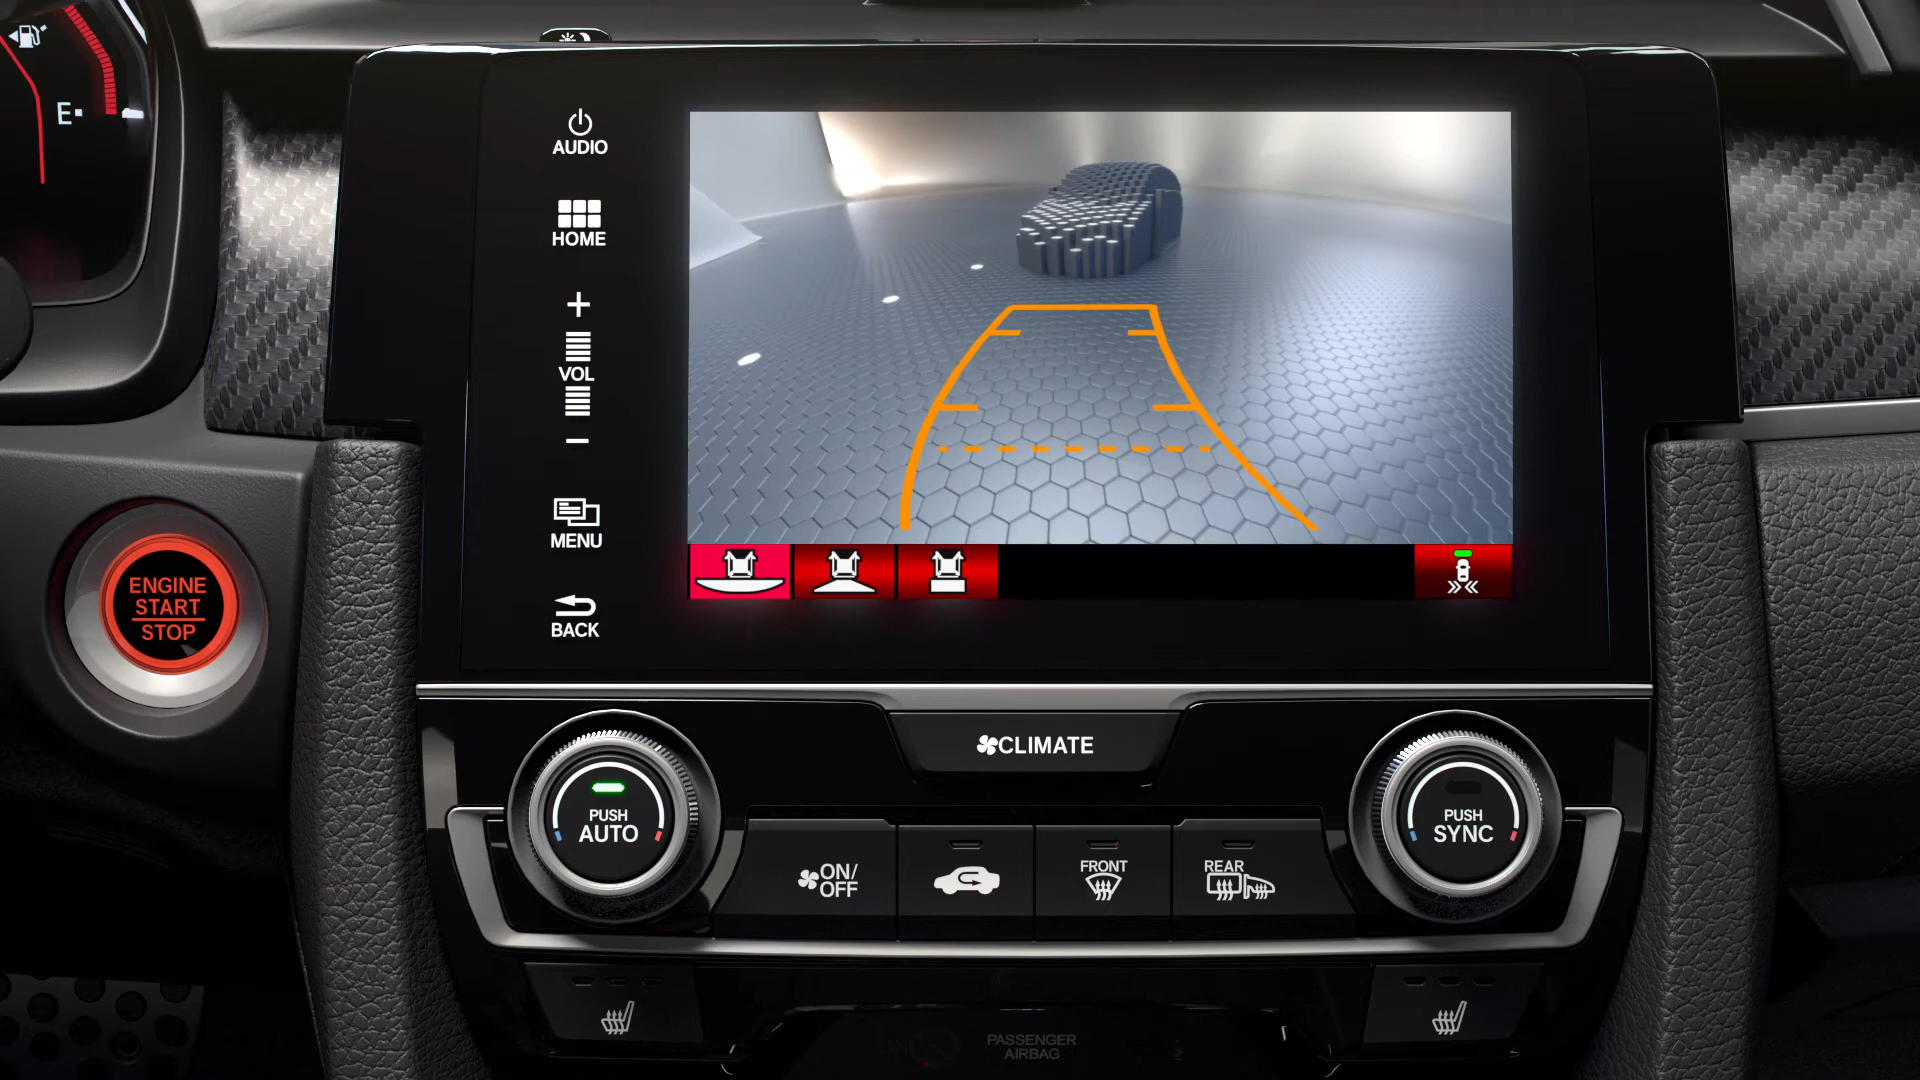 E
AUDIO
HOME
+
VOL
−
MENU
BACK
ENGINE
START
STOP
CLIMATE
PUSH
AUTO
PUSH
SYNC
ON/
OFF
FRONT
REAR
PASSENGER
AIRBAG